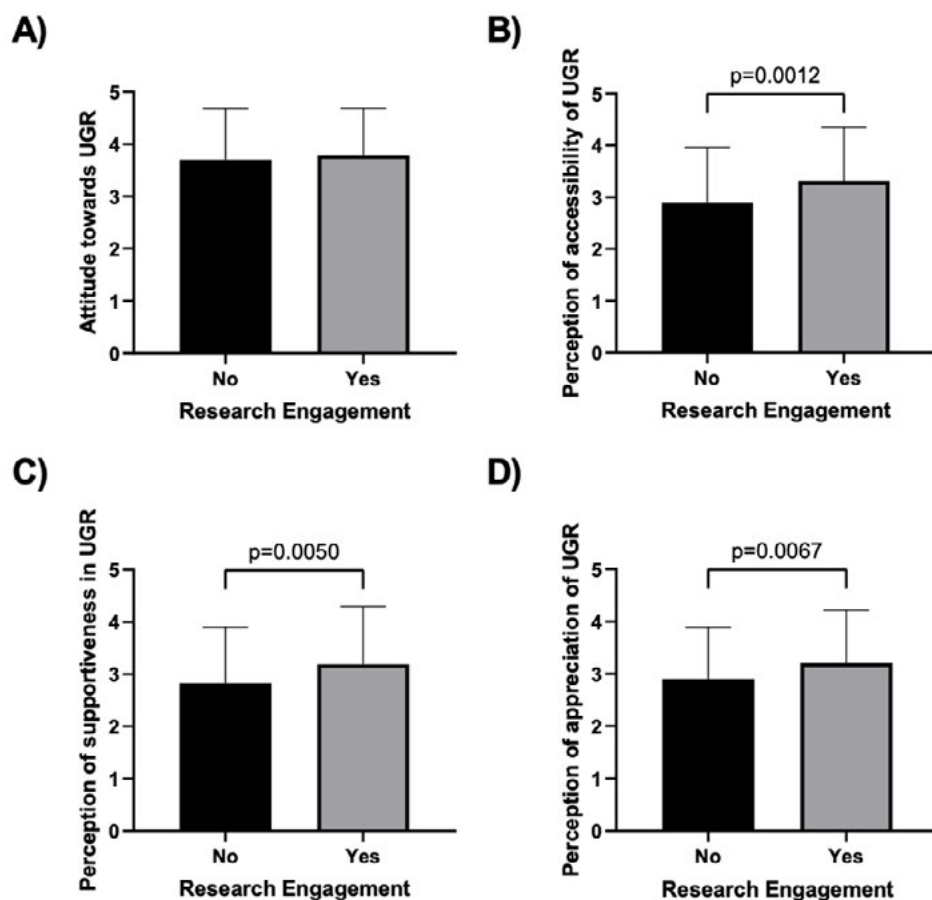 A)
Attitude towards UGR
5
4
3
2
1
0
No
Yes
Research Engagement
B)
Perception of accessibility of UGR
p=0.0012
5
4
3
2
1
0
No
Yes
Research Engagement
C)
Perception of supportiveness in UGR
p=0.0050
5
4
3
2
1
0
No
Yes
Research Engagement
D)
Perception of appreciation of UGR
p=0.0067
5
4
3
2
1
0
No
Yes
Research Engagement